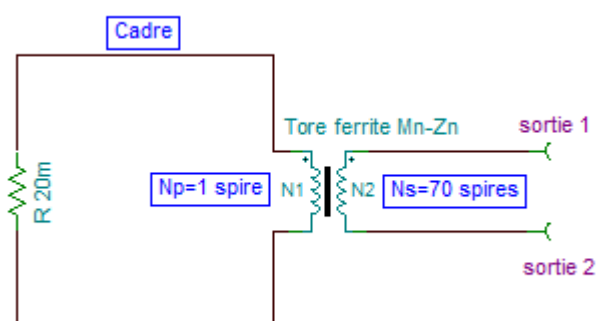 Cadre
Tore ferrite Mn-Zn
sortie 1
R 20m
Np=1 spire
N1
N2
Ns=70 spires
sortie 2